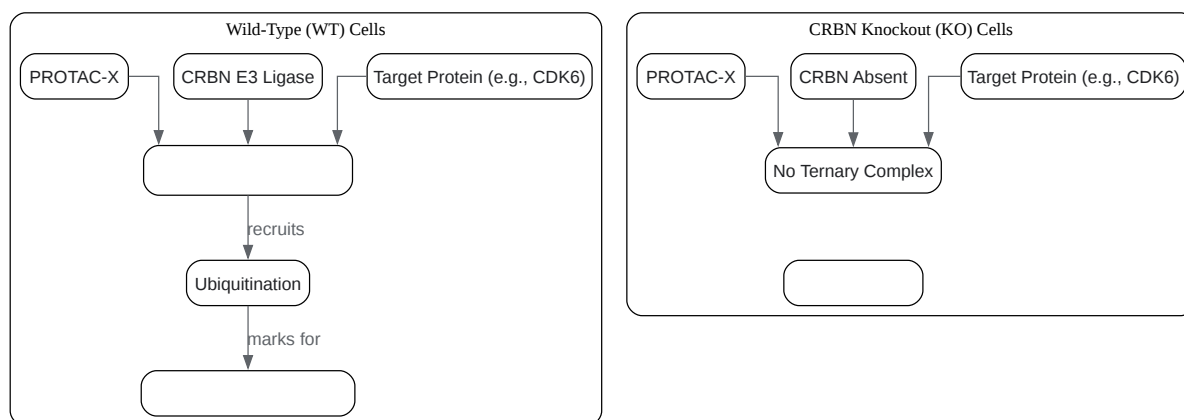 Wild-Type (WT) Cells
PROTAC-X
CRBN E3 Ligase
Target Protein (e.g., CDK6)
recruits
Ubiquitination
marks for
CRBN Knockout (KO) Cells
PROTAC-X
CRBN Absent
Target Protein (e.g., CDK6)
No Ternary Complex